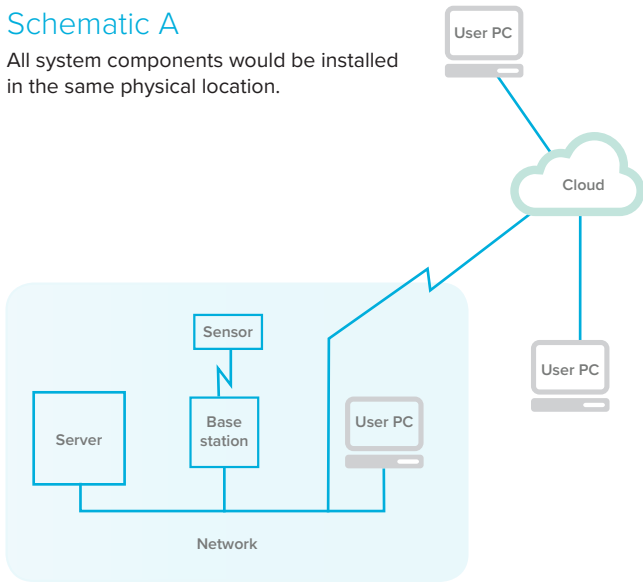 Schematic A
All system components would be installed
in the same physical location.
User PC
Cloud
User PC
Sensor
Base
station
User PC
Server
Network